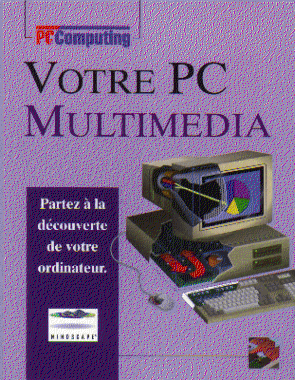 PC Computing
VOTRE PC
MULTIMEDIA
Partez à la
découverte
de votre
ordinateur.
MINDSCAPE